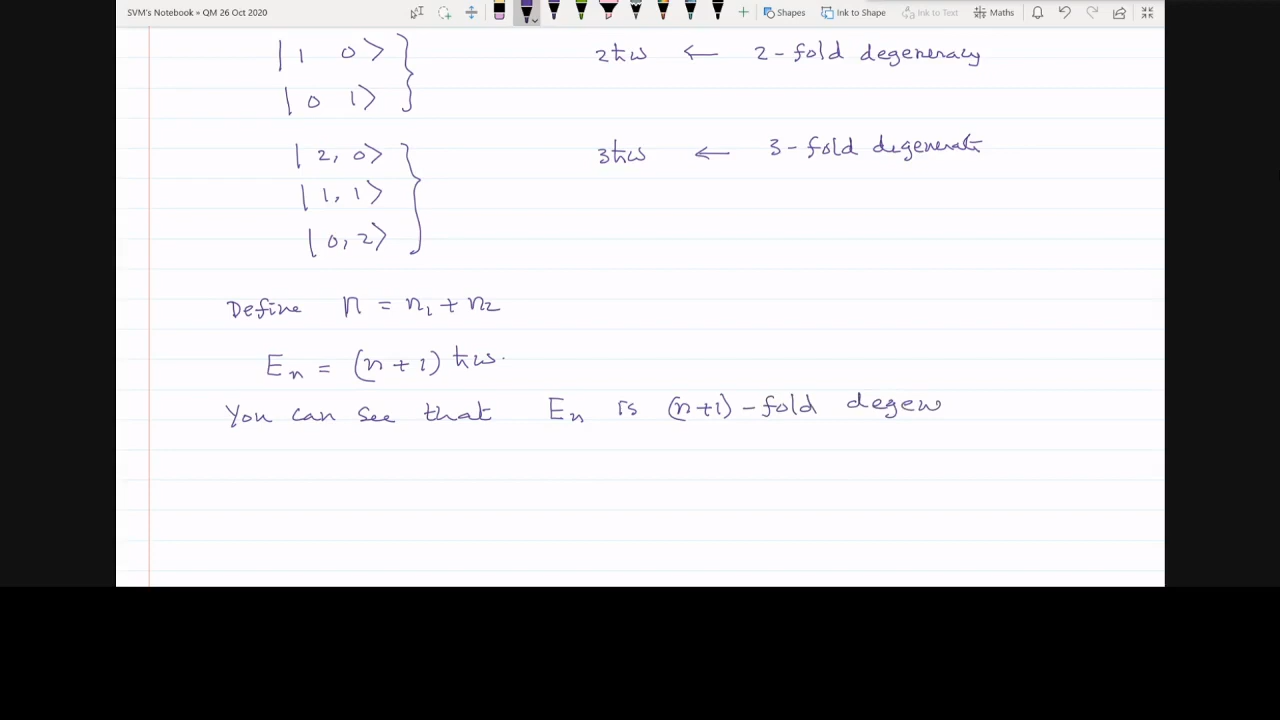 SVM's Notebook » QM 26 Oct 2020
Shapes Ink to Shape Ink to Text Maths
| 1 0 > } 2ħω ← 2-fold degeneracy
| 0 1 >
| 2, 0 > } 3ħω ← 3-fold degenerate
| 1, 1 >
| 0, 2 >
Define n = n₁ + n₂
Eₙ = (n + 1) ħω.
You can see that Eₙ is (n+1)-fold degen